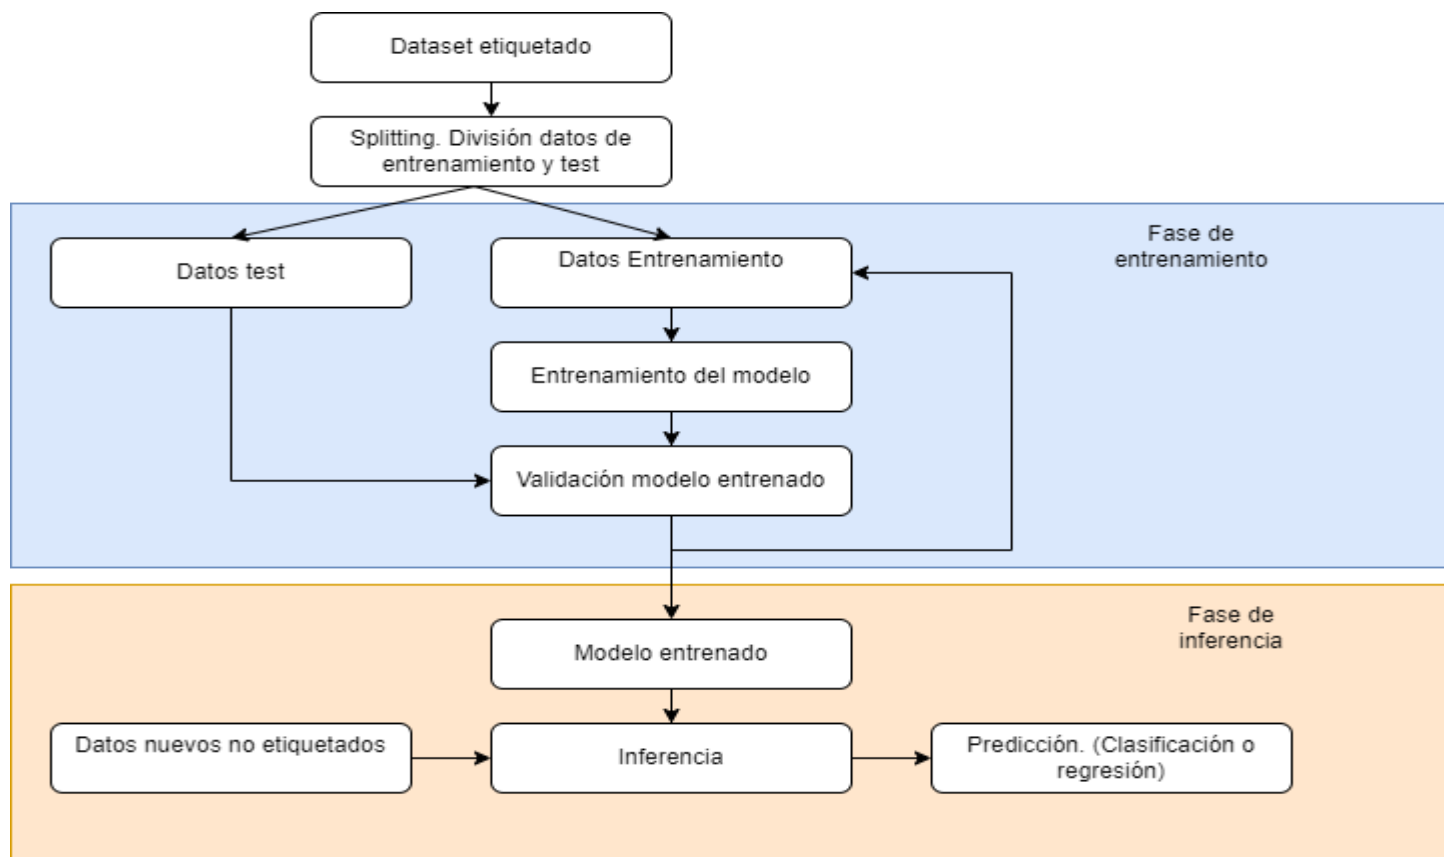 Dataset etiquetado
Splitting. División datos de
entrenamiento y test
Fase de
entrenamiento
Datos test
Datos Entrenamiento
Entrenamiento del modelo
Validación modelo entrenado
Fase de
inferencia
Modelo entrenado
Datos nuevos no etiquetados
Inferencia
Predicción. (Clasificación o
regresión)